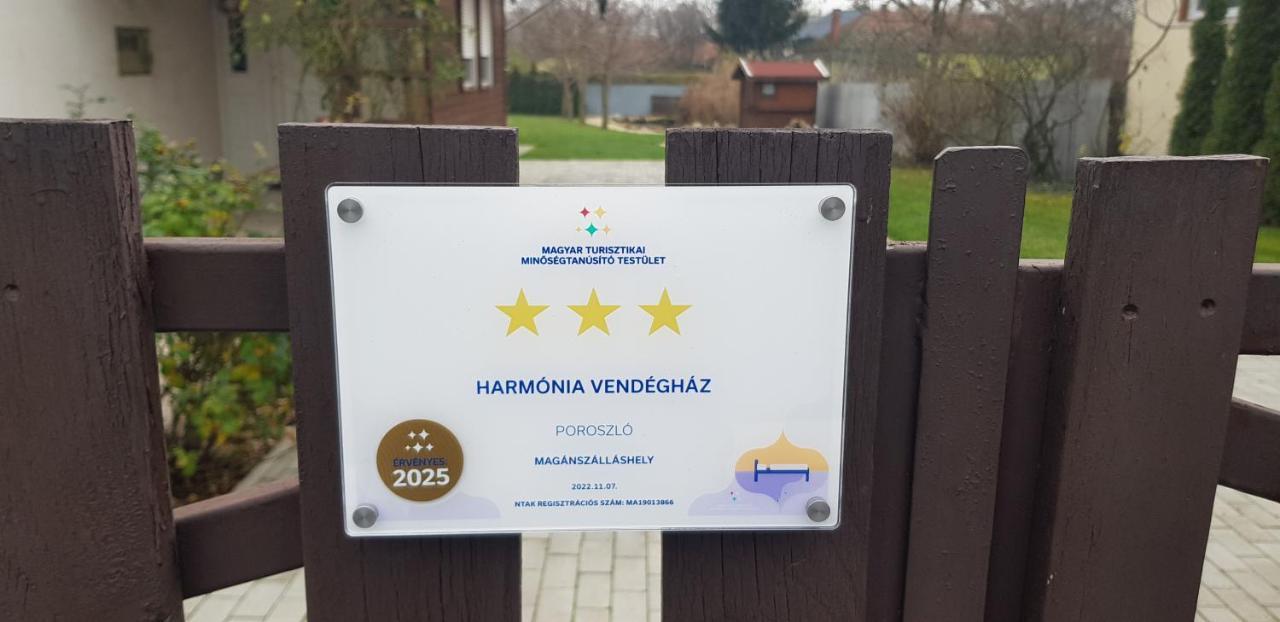 MAGYAR TURISZTIKAI
MINŐSÉGTANÚSÍTÓ TESTÜLET
HARMÓNIA VENDÉGHÁZ
POROSZLÓ
MAGÁNSZÁLLÁSHELY
2022.11.07.
NTAK REGISZTRÁCIÓS SZÁM: MA19013866
ÉRVÉNYES
2025